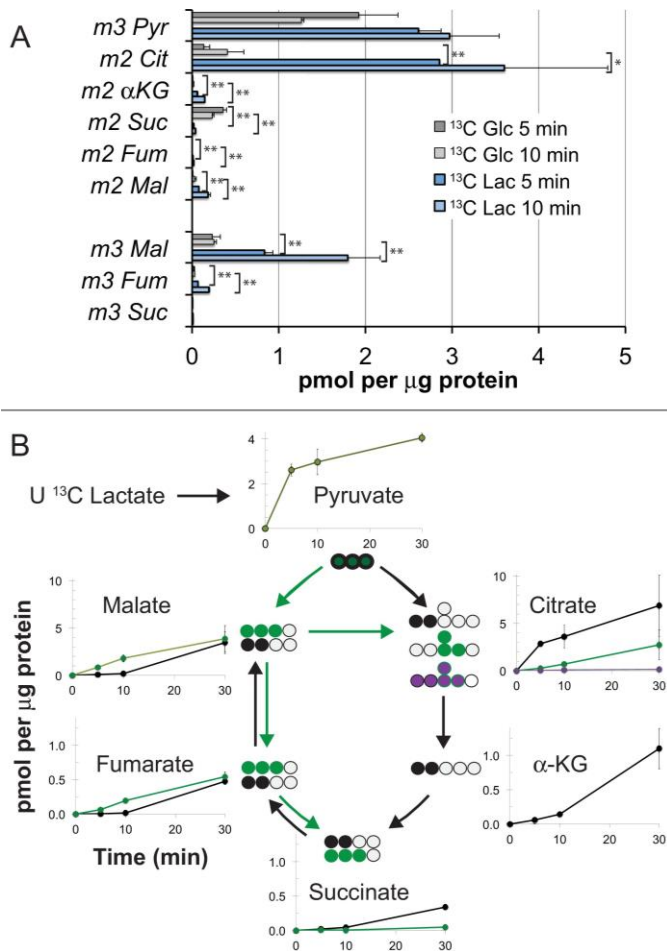 A
m3 Pyr
m2 Cit
m2 αKG
m2 Suc
m2 Fum
m2 Mal
m3 Mal
m3 Fum
m3 Suc
**
*
**
**
**
**
**
**
**
**
**
**
**
**
¹³C Glc 5 min
¹³C Glc 10 min
¹³C Lac 5 min
¹³C Lac 10 min
0 1 2 3 4 5
pmol per μg protein
B
U ¹³C Lactate
Pyruvate
4
2
0
0 10 20 30
Malate
10
5
0
0 10 20 30
Citrate
10
5
0
0 10 20 30
pmol per μg protein
Fumarate
1.0
0.5
0.0
0 10 20 30
Time (min)
α-KG
1.0
0.5
0.0
0 10 20 30
Succinate
1.0
0.5
0.0
0 10 20 30